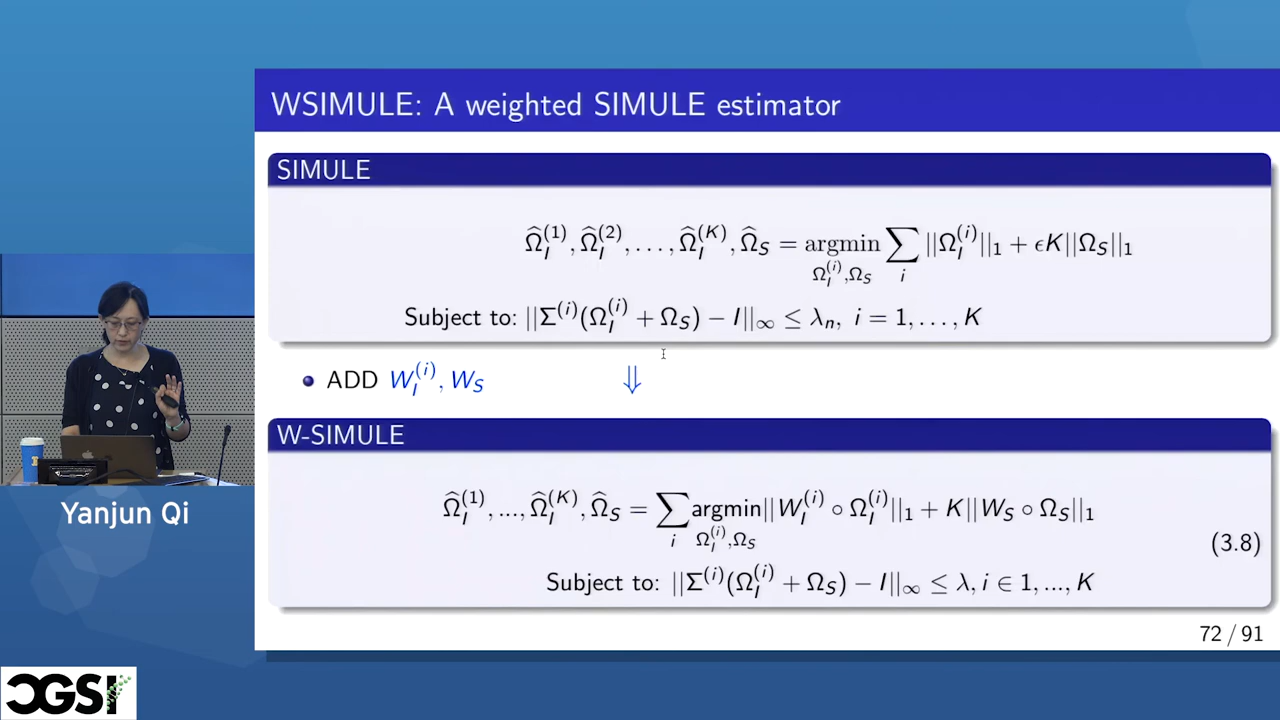 WSIMULE: A weighted SIMULE estimator
SIMULE
Ω̂_I^(1), Ω̂_I^(2), . . . , Ω̂_I^(K), Ω̂_S = argmin_{Ω_I^(i),Ω_S} ∑_i ||Ω_I^(i)||_1 + ϵK||Ω_S||_1
Subject to: ||Σ^(i)(Ω_I^(i) + Ω_S) − I||_∞ ≤ λ_n, i = 1, . . . , K
ADD W_I^(i), W_S ⇓
W-SIMULE
Ω̂_I^(1), ..., Ω̂_I^(K), Ω̂_S = ∑_i argmin_{Ω_I^(i),Ω_S} ||W_I^(i) ∘ Ω_I^(i)||_1 + K||W_S ∘ Ω_S||_1
(3.8)
Subject to: ||Σ^(i)(Ω_I^(i) + Ω_S) − I||_∞ ≤ λ, i ∈ 1, ..., K
72 / 91
Yanjun Qi
CGSI